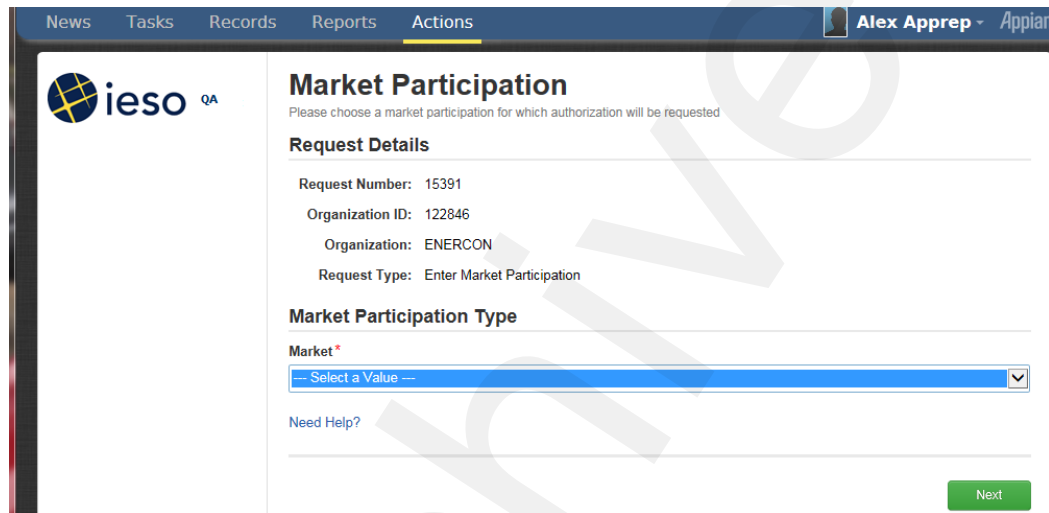 News Tasks Records Reports Actions Alex Apprep Appian
ieso QA
Market Participation
Please choose a market participation for which authorization will be requested
Request Details
Request Number: 15391
Organization ID: 122846
Organization: ENERCON
Request Type: Enter Market Participation
Market Participation Type
Market*
--- Select a Value ---
Need Help?
Next